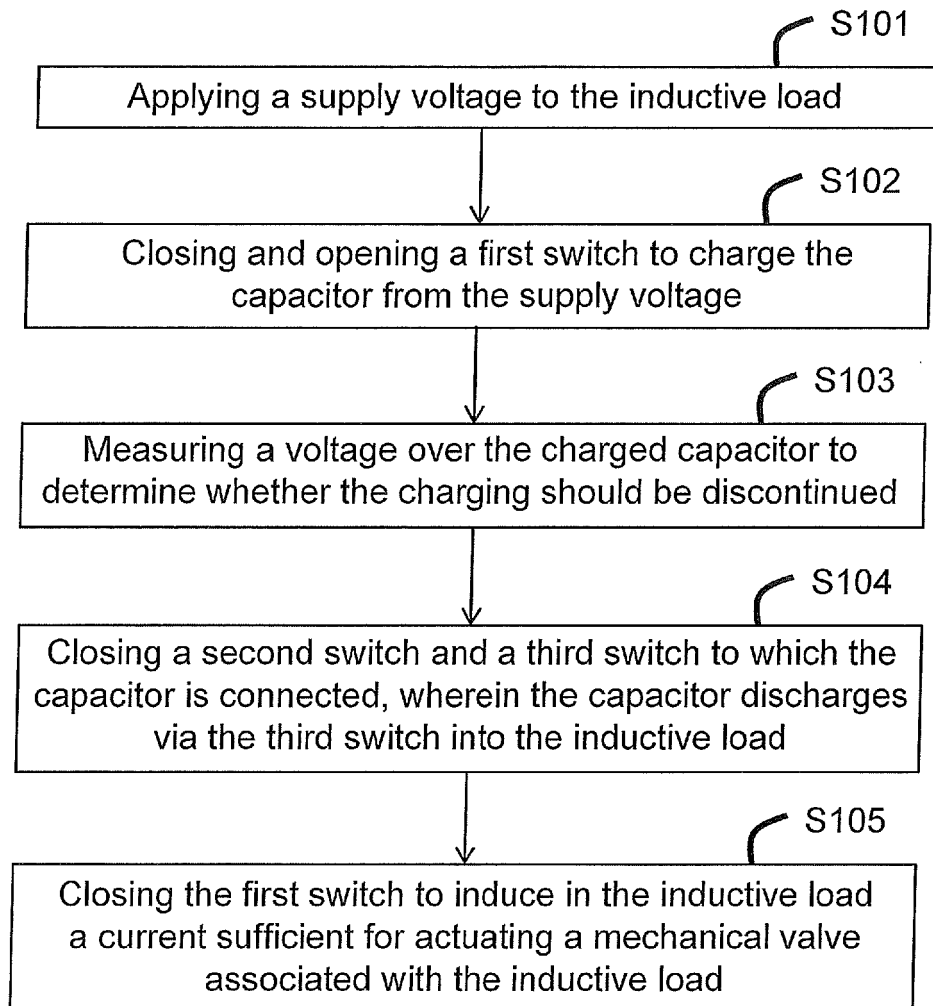 S101
Applying a supply voltage to the inductive load
S102
Closing and opening a first switch to charge the
capacitor from the supply voltage
S103
Measuring a voltage over the charged capacitor to
determine whether the charging should be discontinued
S104
Closing a second switch and a third switch to which the
capacitor is connected, wherein the capacitor discharges
via the third switch into the inductive load
S105
Closing the first switch to induce in the inductive load
a current sufficient for actuating a mechanical valve
associated with the inductive load